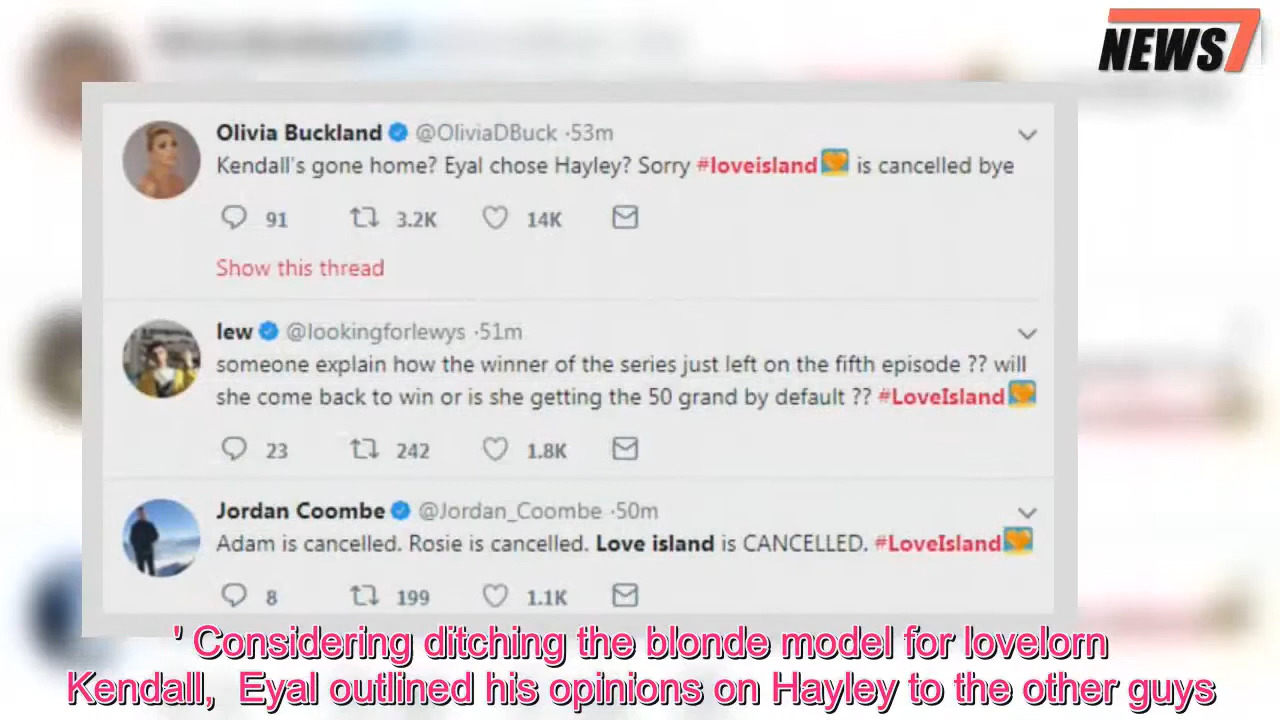 NEWS7
Olivia Buckland @OliviaDBuck ·53m
Kendall's gone home? Eyal chose Hayley? Sorry #loveisland is cancelled bye
91 3.2K 14K
Show this thread
lew @lookingforlewys ·51m
someone explain how the winner of the series just left on the fifth episode ?? will
she come back to win or is she getting the 50 grand by default ?? #LoveIsland
23 242 1.8K
Jordan Coombe @Jordan_Coombe ·50m
Adam is cancelled. Rosie is cancelled. Love island is CANCELLED. #LoveIsland
8 199 1.1K
' Considering ditching the blonde model for lovelorn
Kendall, Eyal outlined his opinions on Hayley to the other guys